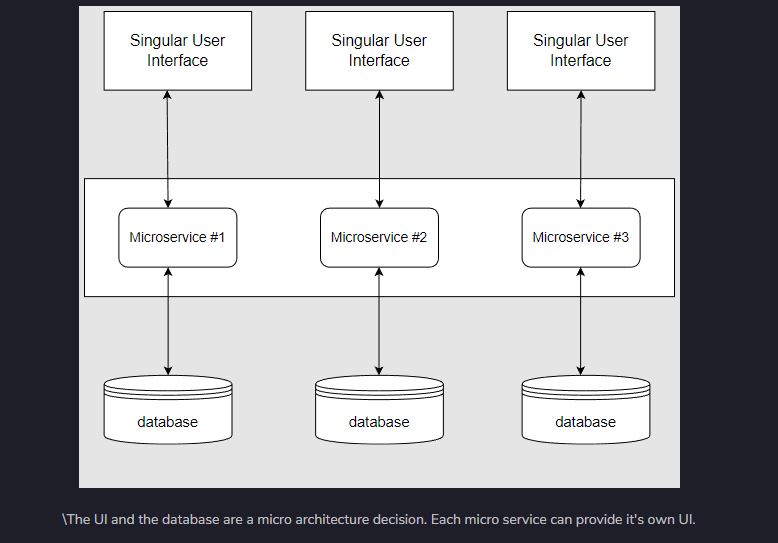 Singular User
Interface
Singular User
Interface
Singular User
Interface
Microservice #1
Microservice #2
Microservice #3
database
database
database
\The UI and the database are a micro architecture decision. Each micro service can provide it's own UI.